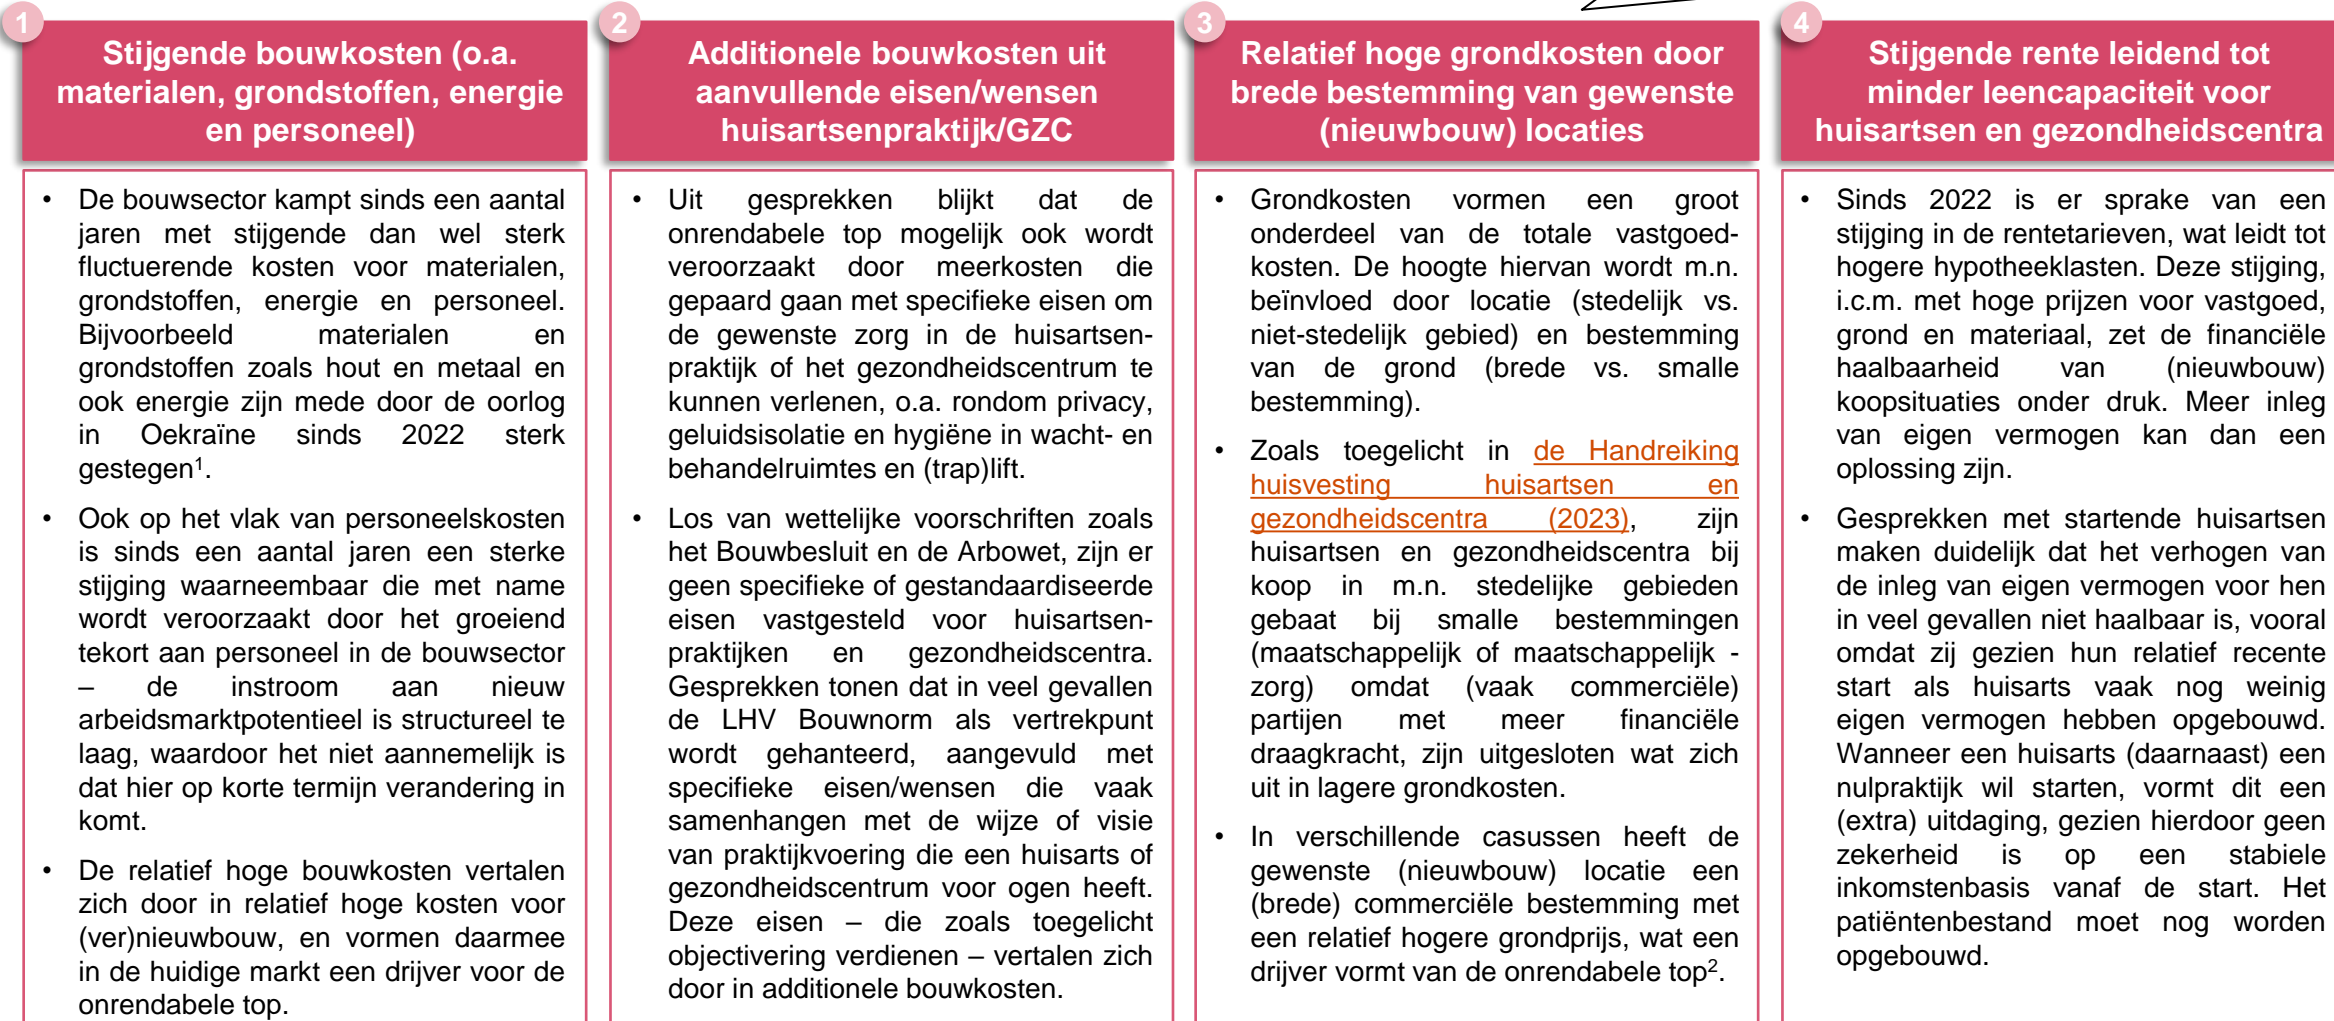 1
Stijgende bouwkosten (o.a.
materialen, grondstoffen, energie
en personeel)
• De bouwsector kampt sinds een aantal
jaren met stijgende dan wel sterk
fluctuerende kosten voor materialen,
grondstoffen, energie en personeel.
Bijvoorbeeld materialen en
grondstoffen zoals hout en metaal en
ook energie zijn mede door de oorlog
in Oekraïne sinds 2022 sterk
gestegen¹.
• Ook op het vlak van personeelskosten
is sinds een aantal jaren een sterke
stijging waarneembaar die met name
wordt veroorzaakt door het groeiend
tekort aan personeel in de bouwsector
– de instroom aan nieuw
arbeidsmarktpotentieel is structureel te
laag, waardoor het niet aannemelijk is
dat hier op korte termijn verandering in
komt.
• De relatief hoge bouwkosten vertalen
zich door in relatief hoge kosten voor
(ver)nieuwbouw, en vormen daarmee
in de huidige markt een drijver voor de
onrendabele top.
2
Additionele bouwkosten uit
aanvullende eisen/wensen
huisartsenpraktijk/GZC
• Uit gesprekken blijkt dat de
onrendabele top mogelijk ook wordt
veroorzaakt door meerkosten die
gepaard gaan met specifieke eisen om
de gewenste zorg in de huisartsen-
praktijk of het gezondheidscentrum te
kunnen verlenen, o.a. rondom privacy,
geluidsisolatie en hygiëne in wacht- en
behandelruimtes en (trap)lift.
• Los van wettelijke voorschriften zoals
het Bouwbesluit en de Arbowet, zijn er
geen specifieke of gestandaardiseerde
eisen vastgesteld voor huisartsen-
praktijken en gezondheidscentra.
Gesprekken tonen dat in veel gevallen
de LHV Bouwnorm als vertrekpunt
wordt gehanteerd, aangevuld met
specifieke eisen/wensen die vaak
samenhangen met de wijze of visie
van praktijkvoering die een huisarts of
gezondheidscentrum voor ogen heeft.
Deze eisen – die zoals toegelicht
objectivering verdienen – vertalen zich
door in additionele bouwkosten.
3
Relatief hoge grondkosten door
brede bestemming van gewenste
(nieuwbouw) locaties
• Grondkosten vormen een groot
onderdeel van de totale vastgoed-
kosten. De hoogte hiervan wordt m.n.
beïnvloed door locatie (stedelijk vs.
niet-stedelijk gebied) en bestemming
van de grond (brede vs. smalle
bestemming).
• Zoals toegelicht in de Handreiking
huisvesting huisartsen en
gezondheidscentra (2023), zijn
huisartsen en gezondheidscentra bij
koop in m.n. stedelijke gebieden
gebaat bij smalle bestemmingen
(maatschappelijk of maatschappelijk -
zorg) omdat (vaak commerciële)
partijen met meer financiële
draagkracht, zijn uitgesloten wat zich
uit in lagere grondkosten.
• In verschillende casussen heeft de
gewenste (nieuwbouw) locatie een
(brede) commerciële bestemming met
een relatief hogere grondprijs, wat een
drijver vormt van de onrendabele top².
4
Stijgende rente leidend tot
minder leencapaciteit voor
huisartsen en gezondheidscentra
• Sinds 2022 is er sprake van een
stijging in de rentetarieven, wat leidt tot
hogere hypotheeklasten. Deze stijging,
i.c.m. met hoge prijzen voor vastgoed,
grond en materiaal, zet de financiële
haalbaarheid van (nieuwbouw)
koopsituaties onder druk. Meer inleg
van eigen vermogen kan dan een
oplossing zijn.
• Gesprekken met startende huisartsen
maken duidelijk dat het verhogen van
de inleg van eigen vermogen voor hen
in veel gevallen niet haalbaar is, vooral
omdat zij gezien hun relatief recente
start als huisarts vaak nog weinig
eigen vermogen hebben opgebouwd.
Wanneer een huisarts (daarnaast) een
nulpraktijk wil starten, vormt dit een
(extra) uitdaging, gezien hierdoor geen
zekerheid is op een stabiele
inkomstenbasis vanaf de start. Het
patiëntenbestand moet nog worden
opgebouwd.